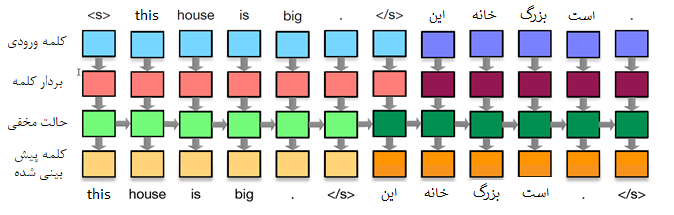 <s> this house is big . </s> این خانه بزرگ است .
کلمه ورودی
بردار کلمه
حالت مخفی
کلمه پیش
بینی شده
this house is big . </s> این خانه بزرگ است . </s>